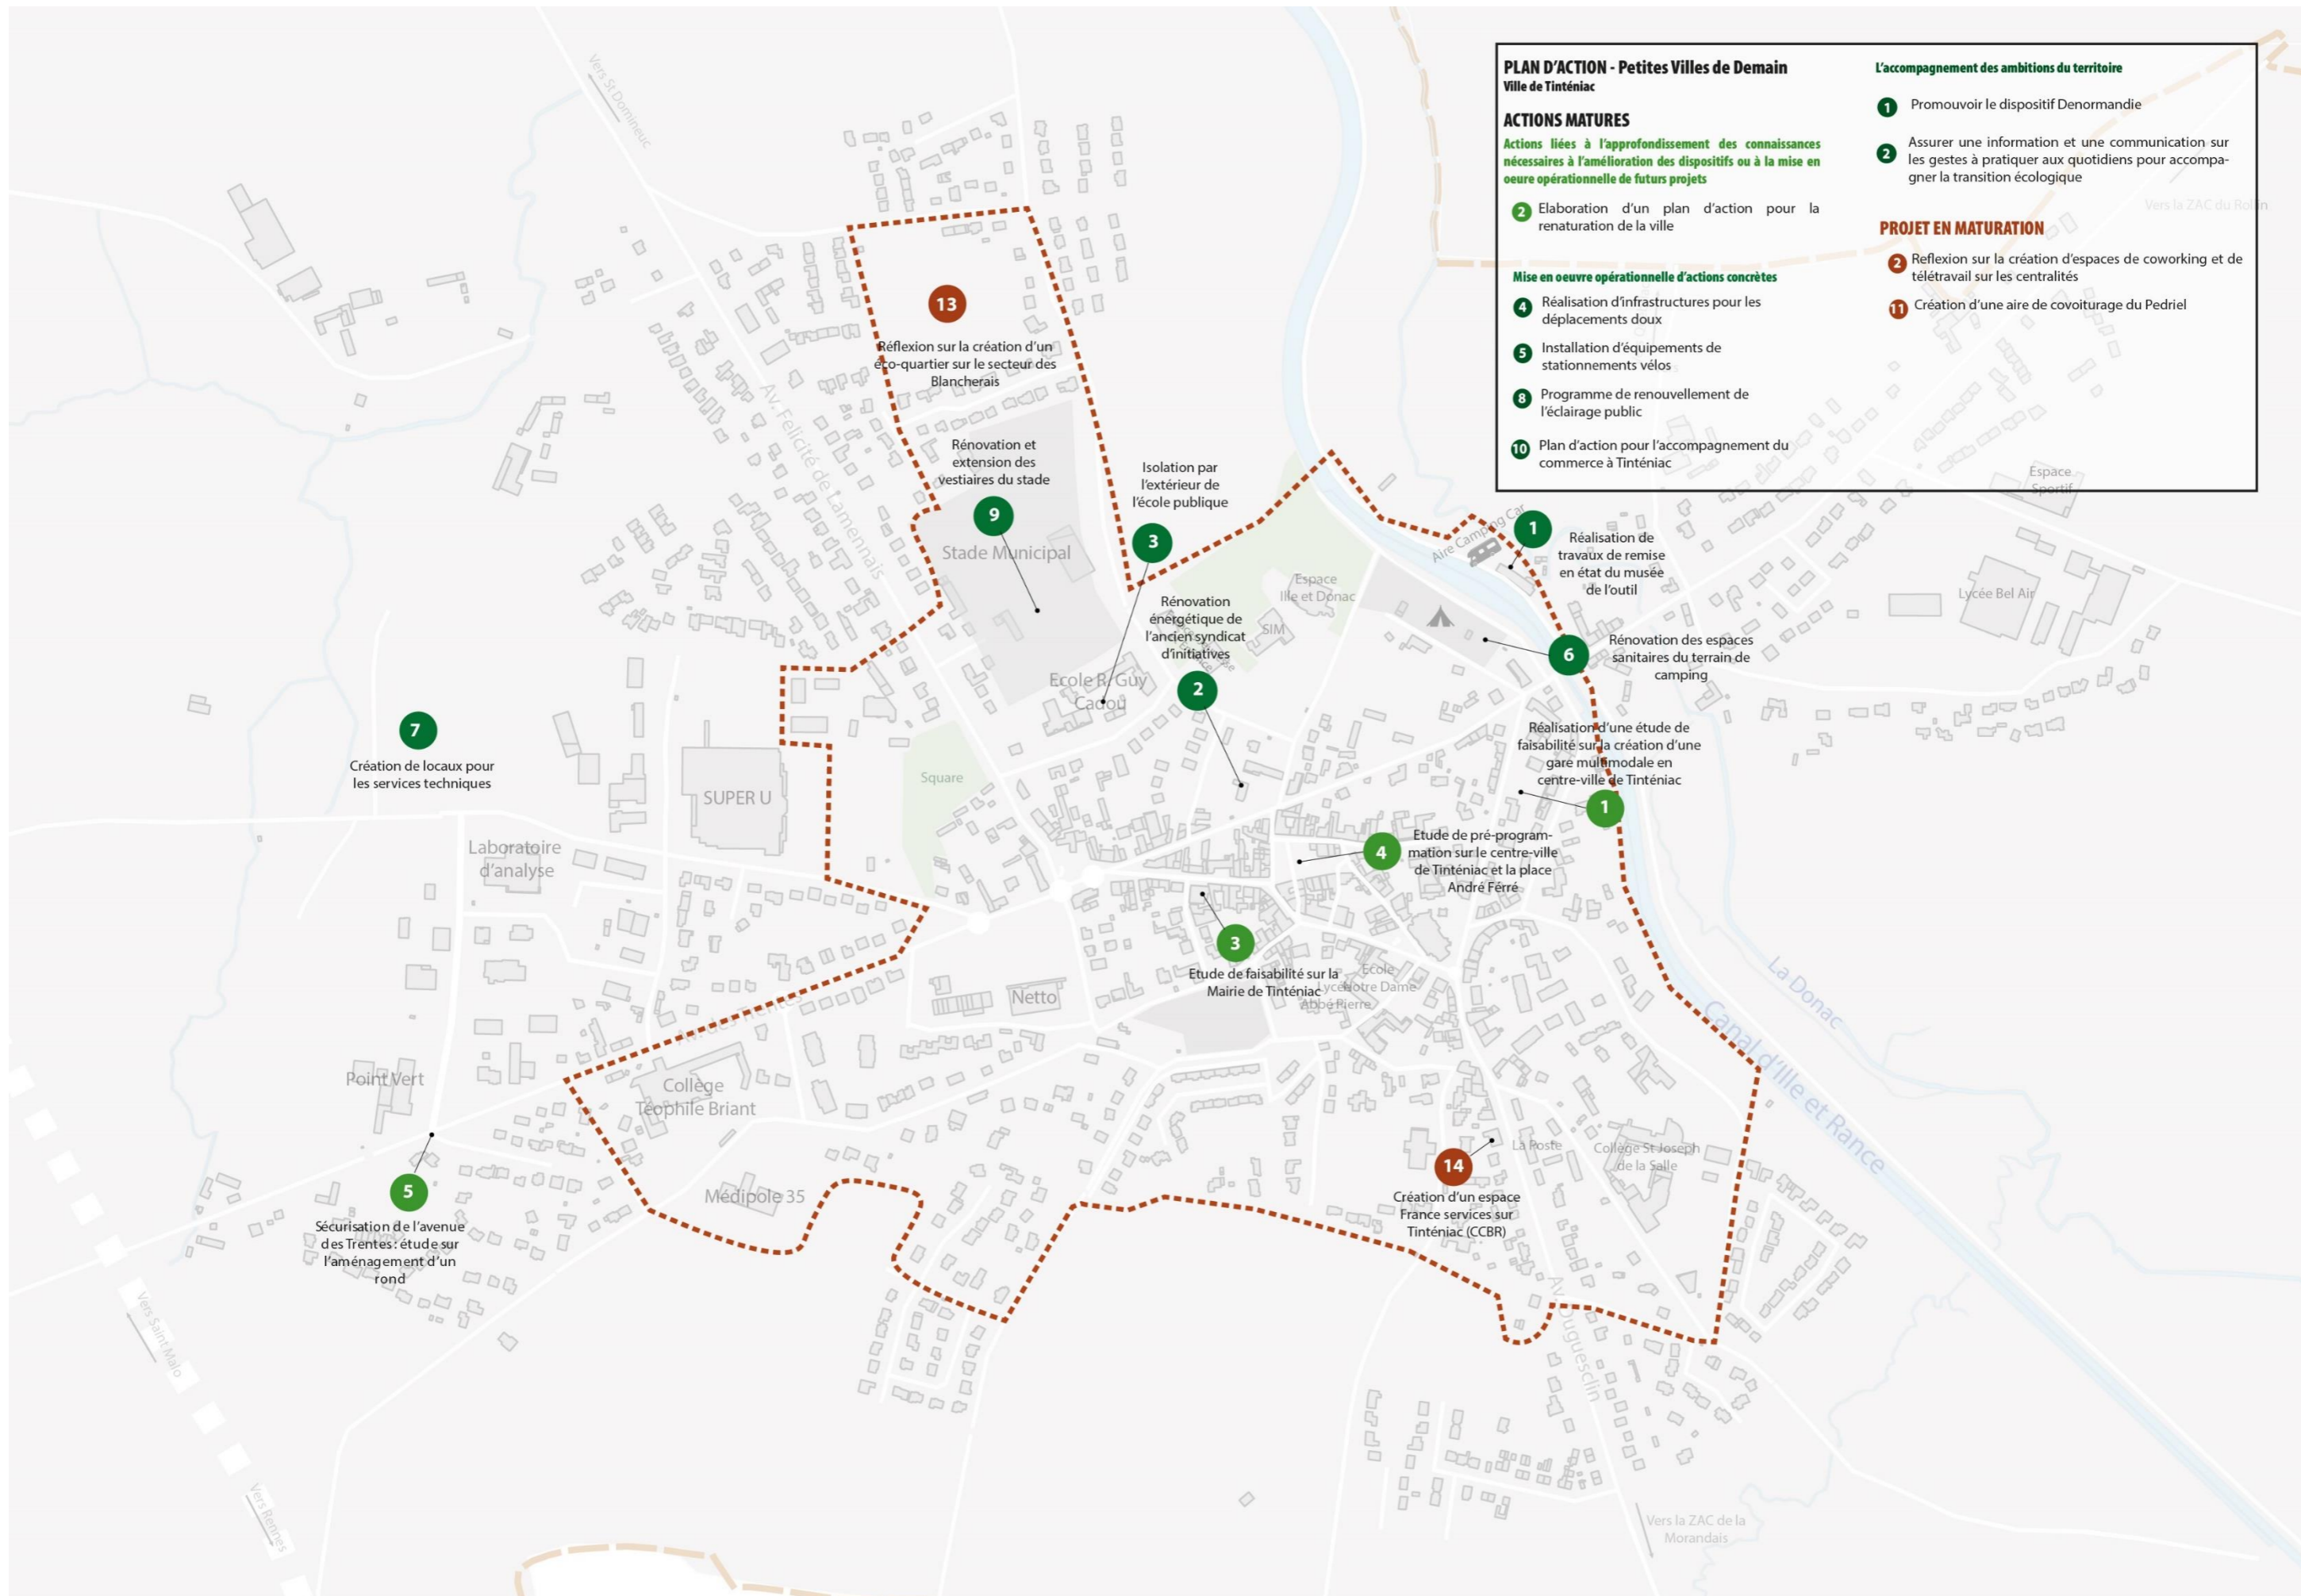 PLAN D'ACTION - Petites Villes de Demain
Ville de Tinténiac
ACTIONS MATURES
Actions liées à l'approfondissement des connaissances
nécessaires à l'amélioration des dispositifs ou à la mise en
oeure opérationnelle de futurs projets
2 Elaboration d'un plan d'action pour la
renaturation de la ville
Mise en oeuvre opérationnelle d'actions concrètes
4 Réalisation d'infrastructures pour les
déplacements doux
5 Installation d'équipements de
stationnements vélos
8 Programme de renouvellement de
l'éclairage public
10 Plan d'action pour l'accompagnement du
commerce à Tinténiac
L'accompagnement des ambitions du territoire
1 Promouvoir le dispositif Denormandie
2 Assurer une information et une communication sur
les gestes à pratiquer aux quotidiens pour accompa-
gner la transition écologique
PROJET EN MATURATION
2 Reflexion sur la création d'espaces de coworking et de
télétravail sur les centralités
11 Création d'une aire de covoiturage du Pedriel
Vers la ZAC du Rollin
Vers St Domineuc
13
Réflexion sur la création d'un
éco-quartier sur le secteur des
Blancherais
Av. Felicité de Lamennais
Rénovation et
extension des
vestiaires du stade
9
Stade Municipal
Isolation par
l'extérieur de
l'école publique
3
Espace
Sportif
Aire Camping Car
1
Réalisation de
travaux de remise
en état du musée
de l'outil
Espace
Ille et Donac
SIM
Lycée Bel Air
Rénovation
énergétique de
l'ancien syndicat
d'initiatives
2
6
Rénovation des espaces
sanitaires du terrain de
camping
Ecole R. Guy
Cadou
7
Création de locaux pour
les services techniques
Square
SUPER U
Réalisation d'une étude de
faisabilité sur la création d'une
gare multimodale en
centre-ville de Tinténiac
1
4
Etude de pré-program-
mation sur le centre-ville
de Tinténiac et la place
André Férré
Laboratoire
d'analyse
3
Etude de faisabilité sur la
Mairie de Tinténiac
Ecole
Notre Dame
Lycée
Abbé Pierre
Netto
La Donac
Canal d'ille et Rance
Av. des Trentes
Point Vert
Collège
Téophile Briant
Médipole 35
5
Sécurisation de l'avenue
des Trentes : étude sur
l'aménagement d'un
rond
14
Création d'un espace
France services sur
Tinténiac (CCBR)
La Poste
Collège St Joseph
de la Salle
Av. Duguesclin
Vers Saint Malo
Vers Rennes
Vers la ZAC de la
Morandais